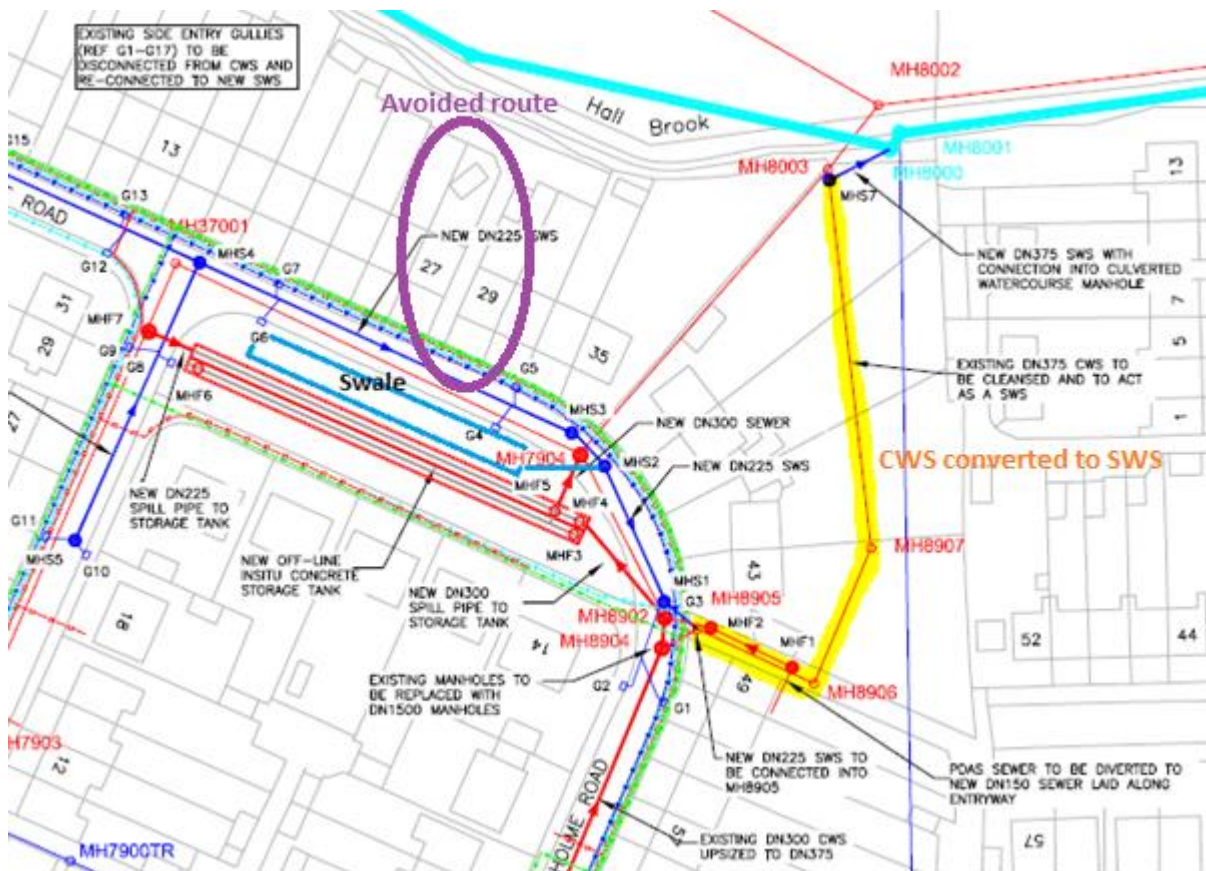 EXISTING SIDE ENTRY GULLIES
(REF G1-G17) TO BE
DISCONNECTED FROM CWS AND
RE-CONNECTED TO NEW SWS
Avoided route
Hall Brook
MH8002
MH8001
MH8000
MH8003
MHS7
13
G15
13
G13
MH37001
ROAD
MHS4
G12
G7
NEW DN225 SWS
27
29
NEW DN375 SWS WITH
CONNECTION INTO CULVERTED
WATERCOURSE MANHOLE
7
5
1
31
29
MHF7
G9
G8
G6
35
G5
Swale
EXISTING DN375 CWS TO
BE CLEANSED AND TO ACT
AS A SWS
MHF6
G4
MHS3
NEW DN300 SEWER
27
MH7904
MHS2
NEW DN225 SWS
CWS converted to SWS
MHF5
MHF4
NEW DN225
SPILL PIPE TO
STORAGE TANK
MHF3
G11
MHS5
G10
NEW OFF-LINE
INSITU CONCRETE
STORAGE TANK
MH8907
NEW DN300
SPILL PIPE TO
STORAGE TANK
MHS1
G3
43
MH8905
MH8902
MHF2
MHF1
18
MH8904
74
52
44
EXISTING MANHOLES TO
BE REPLACED WITH
DN1500 MANHOLES
G2
49
MH8906
G1
H7903
12
NEW DN225 SWS TO
BE CONNECTED INTO
MH8905
PDAS SEWER TO BE DIVERTED TO
NEW DN150 SEWER LAID ALONG
ENTRYWAY
HOLME ROAD
EXISTING DN300 CWS
UPSIZED TO DN375
57
MH7900TR